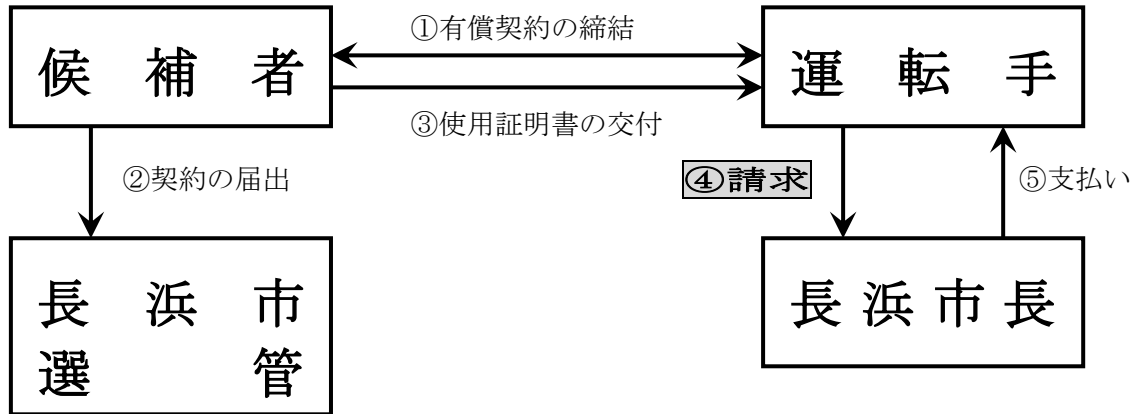 ①有償契約の締結
候補者
運転手
③使用証明書の交付
②契約の届出
④請求
⑤支払い
長浜市
選管
長浜市長